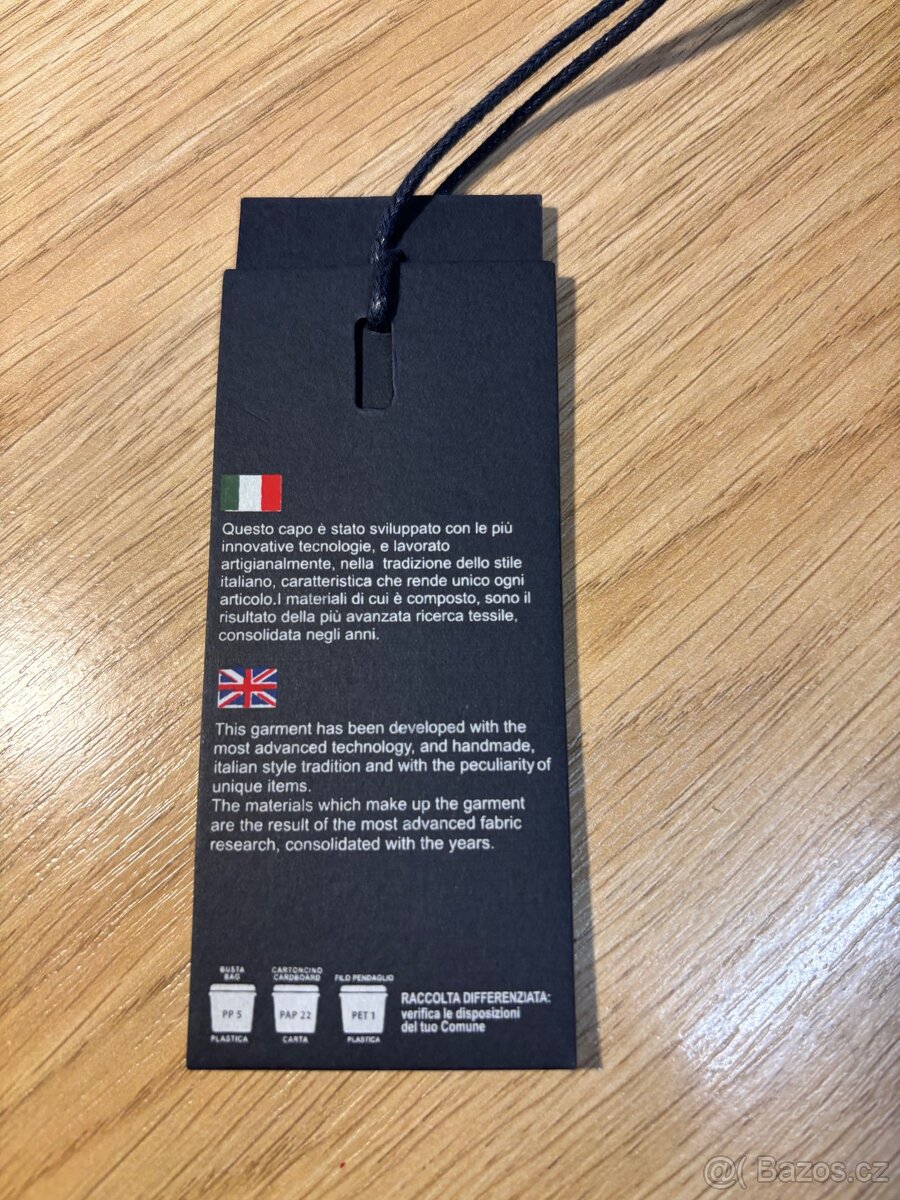 Questo capo è stato sviluppato con le più
innovative tecnologie, e lavorato
artigianalmente, nella tradizione dello stile
italiano, caratteristica che rende unico ogni
articolo.I materiali di cui è composto, sono il
risultato della più avanzata ricerca tessile,
consolidata negli anni.
This garment has been developed with the
most advanced technology, and handmade,
italian style tradition and with the peculiarity of
unique items.
The materials which make up the garment
are the result of the most advanced fabric
research, consolidated with the years.
BUSTA
BAG
PP 5
PLASTICA
CARTONCINO
CARDBOARD
PAP 22
CARTA
FILO PENDAGLIO
PET 1
PLASTICA
RACCOLTA DIFFERENZIATA:
verifica le disposizioni
del tuo Comune
@( Bazos.cz